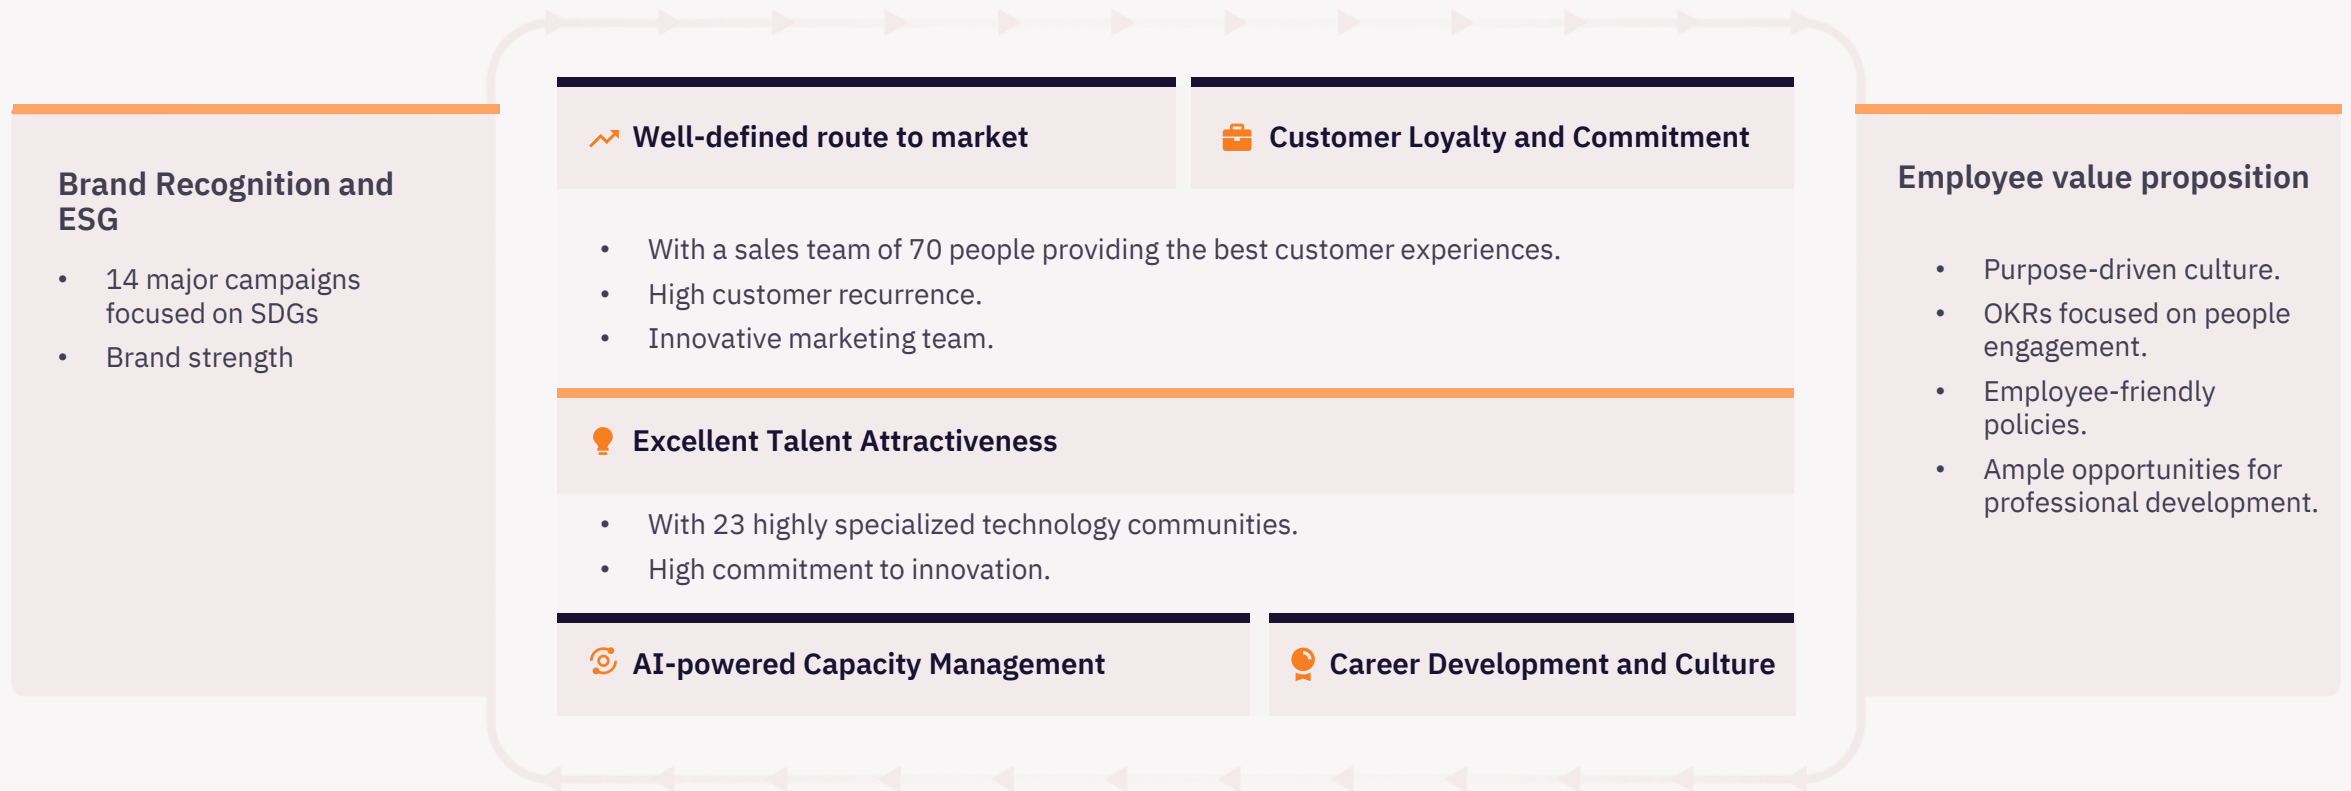 Brand Recognition and
ESG
• 14 major campaigns
focused on SDGs
• Brand strength
Well-defined route to market
Customer Loyalty and Commitment
• With a sales team of 70 people providing the best customer experiences.
• High customer recurrence.
• Innovative marketing team.
Excellent Talent Attractiveness
• With 23 highly specialized technology communities.
• High commitment to innovation.
AI-powered Capacity Management
Career Development and Culture
Employee value proposition
• Purpose-driven culture.
• OKRs focused on people
engagement.
• Employee-friendly
policies.
• Ample opportunities for
professional development.